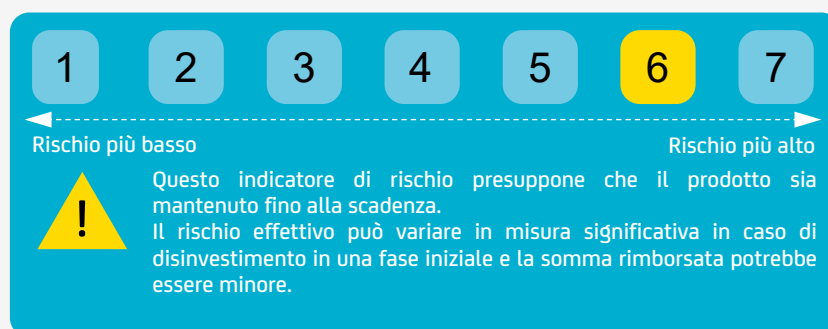 1 2 3 4 5 6 7
Rischio più basso Rischio più alto
!
Questo indicatore di rischio presuppone che il prodotto sia
mantenuto fino alla scadenza.
Il rischio effettivo può variare in misura significativa in caso di
disinvestimento in una fase iniziale e la somma rimborsata potrebbe
essere minore.